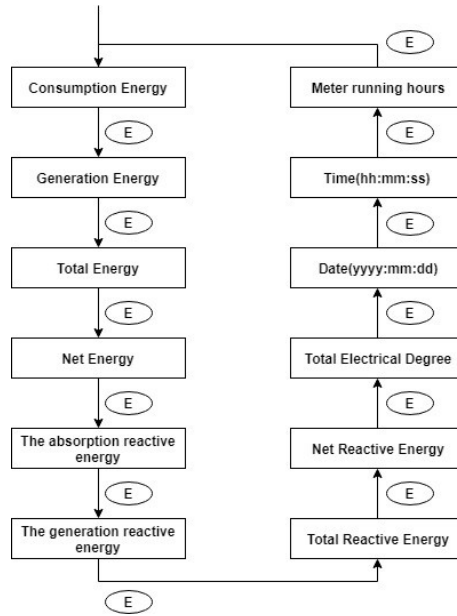 E
Consumption Energy
Meter running hours
E
E
Generation Energy
Time(hh:mm:ss)
E
E
Total Energy
Date(yyyy:mm:dd)
E
E
Net Energy
Total Electrical Degree
E
E
The absorption reactive
energy
Net Reactive Energy
E
E
The generation reactive
energy
Total Reactive Energy
E